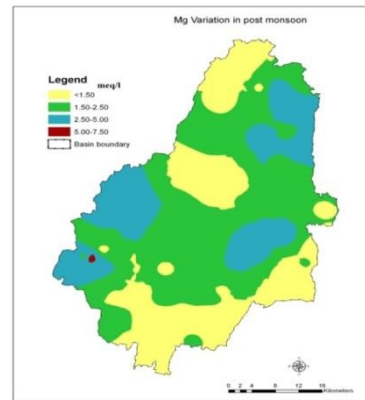 Mg Variation in post monsoon
Legend meq/l
<1.50
1.50-2.50
2.50-5.00
5.00-7.50
Basin boundary
0 2 4 8 12 16
Kilometers